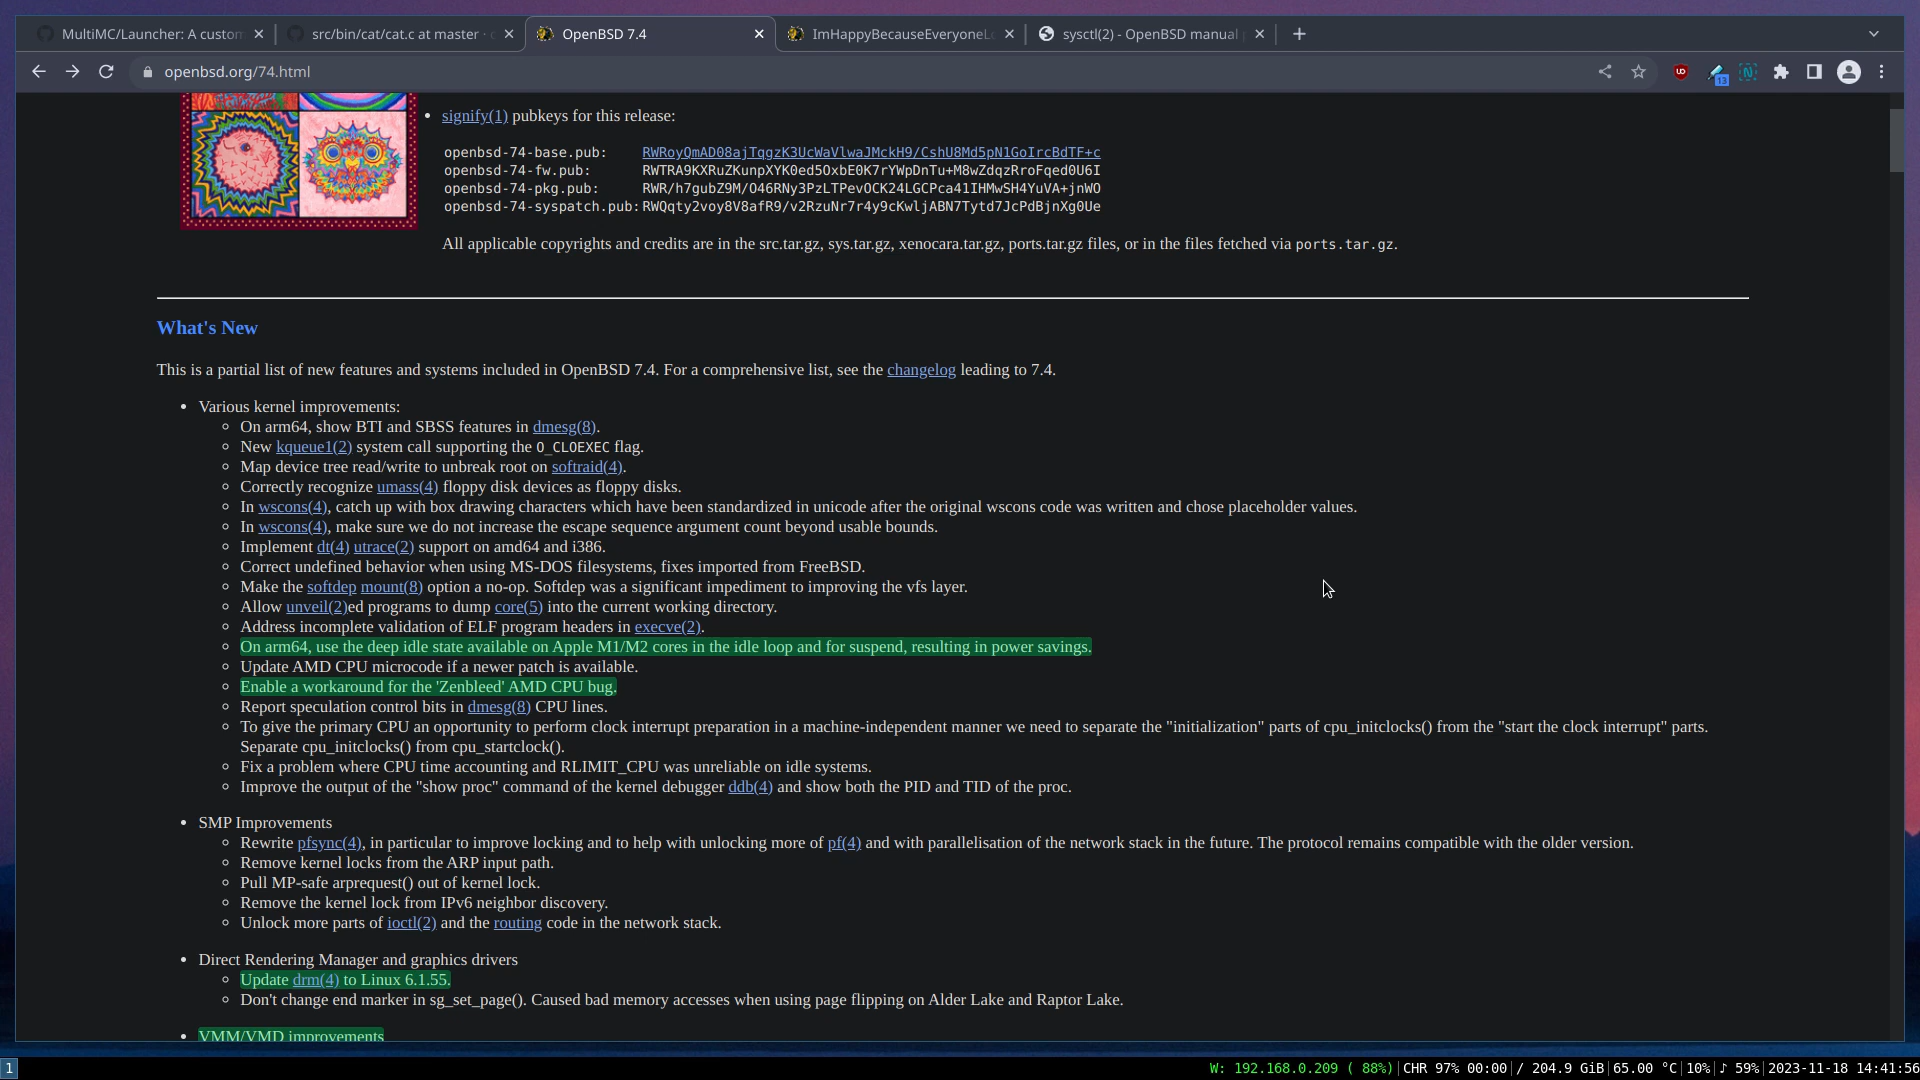 MultiMC/Launcher: A custom
src/bin/cat/cat.c at master ·
OpenBSD 7.4
ImHappyBecauseEveryoneLo
sysctl(2) - OpenBSD manual
openbsd.org/74.html
13
signify(1) pubkeys for this release:
openbsd-74-base.pub: RWRoyQmAD08ajTqgzK3UcWaVlwaJMckH9/CshU8Md5pN1GoIrcBdTF+c
openbsd-74-fw.pub: RWTRA9KXRuZKunpXYK0ed5OxbE0K7rYWpDnTu+M8wZdqzRroFqed0U6I
openbsd-74-pkg.pub: RWR/h7gubZ9M/O46RNy3PzLTPevOCK24LGCPca41IHMwSH4YuVA+jnWO
openbsd-74-syspatch.pub: RWQqty2voy8V8afR9/v2RzuNr7r4y9cKwljABN7Tytd7JcPdBjnXg0Ue
All applicable copyrights and credits are in the src.tar.gz, sys.tar.gz, xenocara.tar.gz, ports.tar.gz files, or in the files fetched via ports.tar.gz.
What's New
This is a partial list of new features and systems included in OpenBSD 7.4. For a comprehensive list, see the changelog leading to 7.4.
• Various kernel improvements:
On arm64, show BTI and SBSS features in dmesg(8).
New kqueue1(2) system call supporting the O_CLOEXEC flag.
Map device tree read/write to unbreak root on softraid(4).
Correctly recognize umass(4) floppy disk devices as floppy disks.
In wscons(4), catch up with box drawing characters which have been standardized in unicode after the original wscons code was written and chose placeholder values.
In wscons(4), make sure we do not increase the escape sequence argument count beyond usable bounds.
Implement dt(4) utrace(2) support on amd64 and i386.
Correct undefined behavior when using MS-DOS filesystems, fixes imported from FreeBSD.
Make the softdep mount(8) option a no-op. Softdep was a significant impediment to improving the vfs layer.
Allow unveil(2)ed programs to dump core(5) into the current working directory.
Address incomplete validation of ELF program headers in execve(2).
On arm64, use the deep idle state available on Apple M1/M2 cores in the idle loop and for suspend, resulting in power savings.
Update AMD CPU microcode if a newer patch is available.
Enable a workaround for the 'Zenbleed' AMD CPU bug.
Report speculation control bits in dmesg(8) CPU lines.
To give the primary CPU an opportunity to perform clock interrupt preparation in a machine-independent manner we need to separate the "initialization" parts of cpu_initclocks() from the "start the clock interrupt" parts.
Separate cpu_initclocks() from cpu_startclock().
Fix a problem where CPU time accounting and RLIMIT_CPU was unreliable on idle systems.
Improve the output of the "show proc" command of the kernel debugger ddb(4) and show both the PID and TID of the proc.
• SMP Improvements
Rewrite pfsync(4), in particular to improve locking and to help with unlocking more of pf(4) and with parallelisation of the network stack in the future. The protocol remains compatible with the older version.
Remove kernel locks from the ARP input path.
Pull MP-safe arprequest() out of kernel lock.
Remove the kernel lock from IPv6 neighbor discovery.
Unlock more parts of ioctl(2) and the routing code in the network stack.
• Direct Rendering Manager and graphics drivers
Update drm(4) to Linux 6.1.55.
Don't change end marker in sg_set_page(). Caused bad memory accesses when using page flipping on Alder Lake and Raptor Lake.
• VMM/VMD improvements
1
W: 192.168.0.209 ( 88%)|CHR 97% 00:00|/ 204.9 GiB|65.00 °C|10%|♪ 59%|2023-11-18 14:41:56